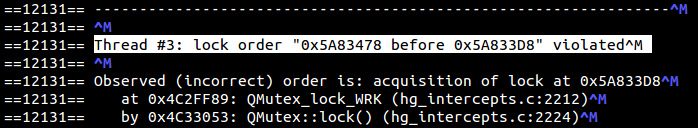 ==12131== ----------------------------------------------------------------^M
==12131== ^M
==12131== Thread #3: lock order "0x5A83478 before 0x5A833D8" violated^M
==12131== ^M
==12131== Observed (incorrect) order is: acquisition of lock at 0x5A833D8^M
==12131==    at 0x4C2FF89: QMutex_lock_WRK (hg_intercepts.c:2212)^M
==12131==    by 0x4C33053: QMutex::lock() (hg_intercepts.c:2224)^M